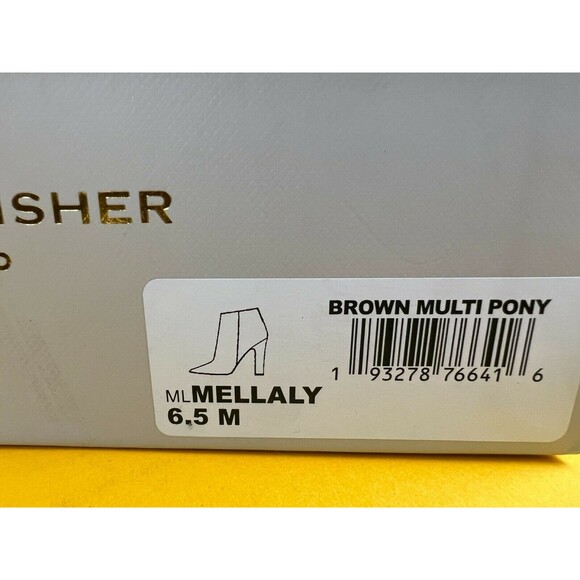 ISHER
D
BROWN MULTI PONY
1 93278 76641 6
MLMELLALY
6.5 M